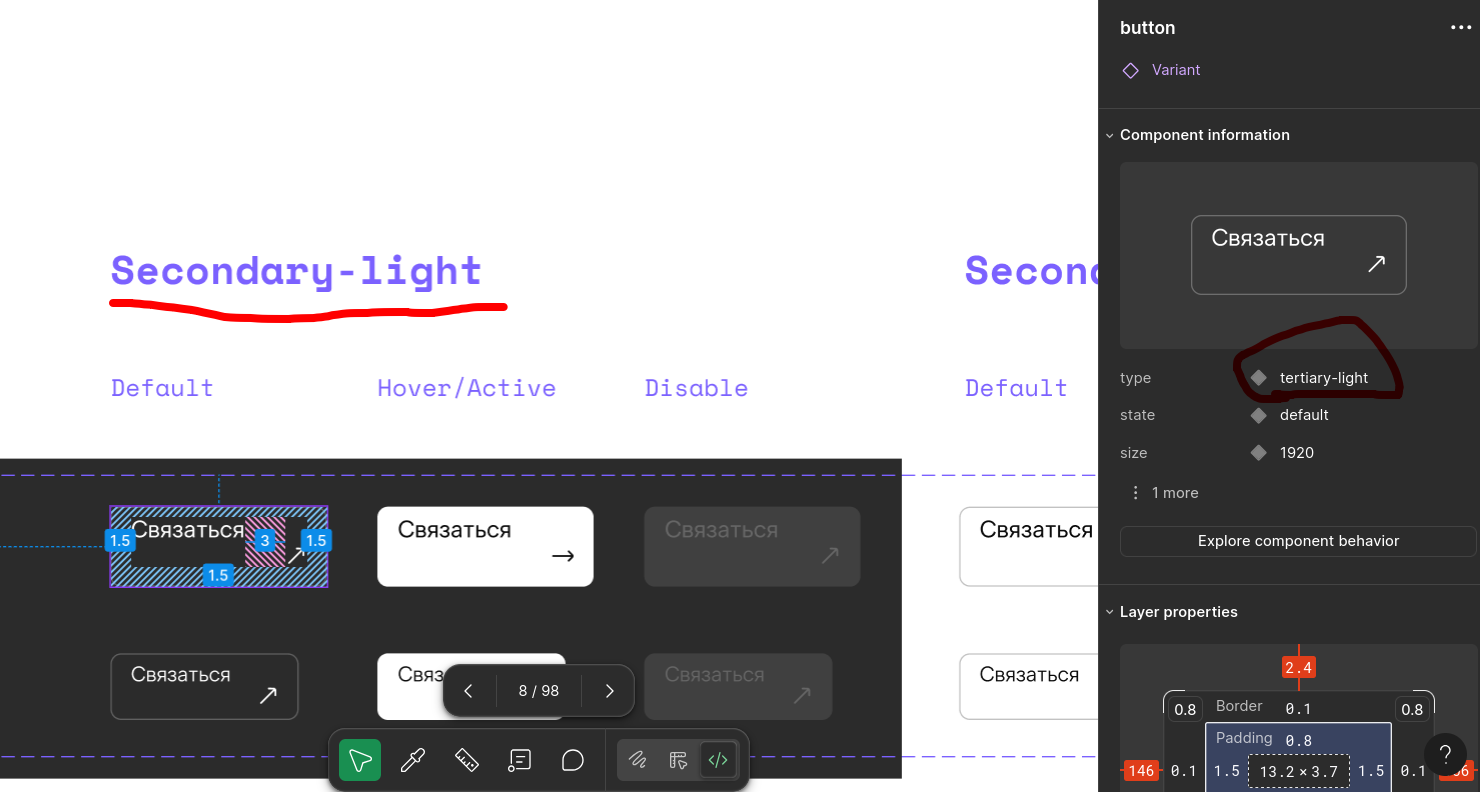 button
Variant
Component information
Связаться
type tertiary-light
state default
size 1920
1 more
Explore component behavior
Layer properties
2.4
0.8 Border 0.1 0.8
Padding 0.8
146 0.1 1.5 13.2 × 3.7 1.5 0.1
?
Secondary-light
Default Hover/Active Disable
Default
Связаться Связаться Связаться Связаться
1.5 3 1.5
1.5
Связаться Связаться Связаться
8 / 98